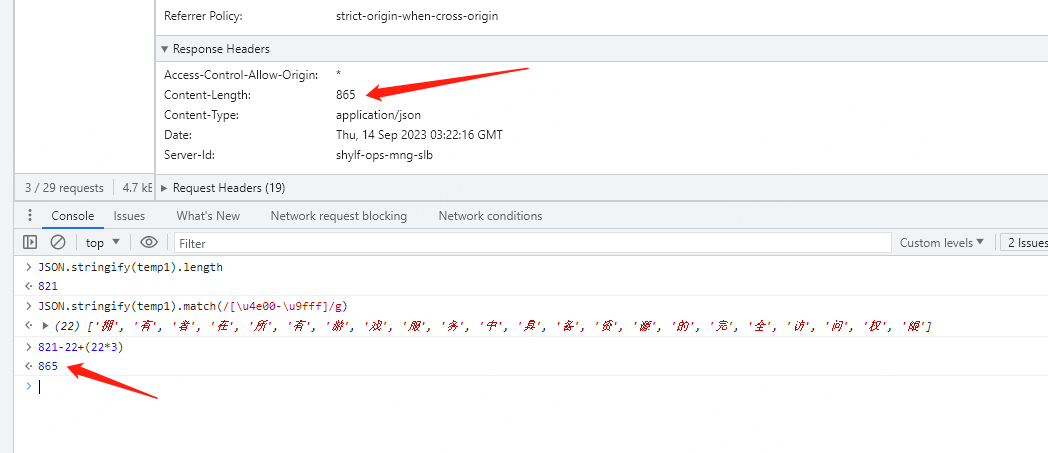 Referrer Policy: strict-origin-when-cross-origin
Response Headers
Access-Control-Allow-Origin: *
Content-Length: 865
Content-Type: application/json
Date: Thu, 14 Sep 2023 03:22:16 GMT
Server-Id: shylf-ops-mng-slb
3 / 29 requests 4.7 kE Request Headers (19)
Console Issues What's New Network request blocking Network conditions
top Filter Custom levels 2 Issues
JSON.stringify(temp1).length
821
JSON.stringify(temp1).match(/[\u4e00-\u9fff]/g)
(22) ['拥', '有', '者', '在', '所', '有', '游', '戏', '服', '务', '中', '具', '备', '资', '源', '的', '完', '全', '访', '问', '权', '限']
821-22+(22*3)
865